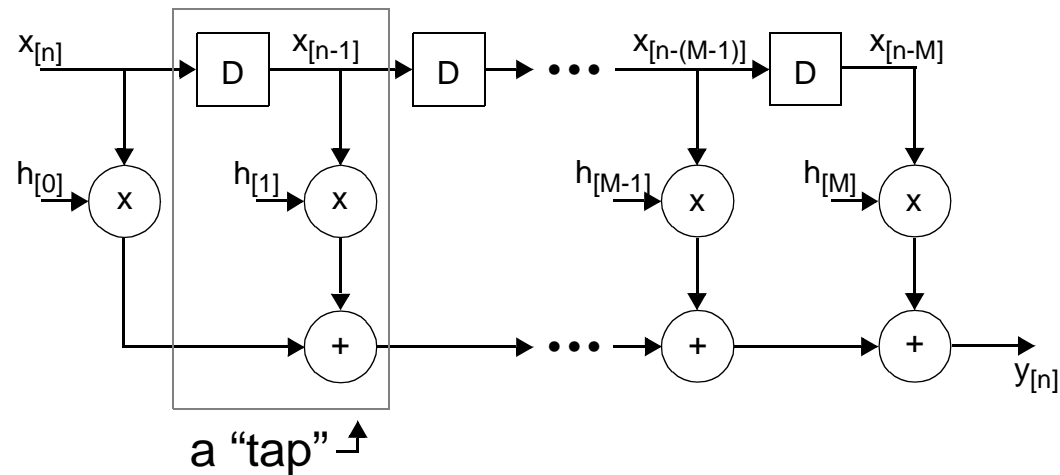 x[n] x[n-1] x[n-(M-1)] x[n-M]
D D D
h[0] x h[1] x h[M-1] x h[M] x
+ + +
y[n]
a “tap”